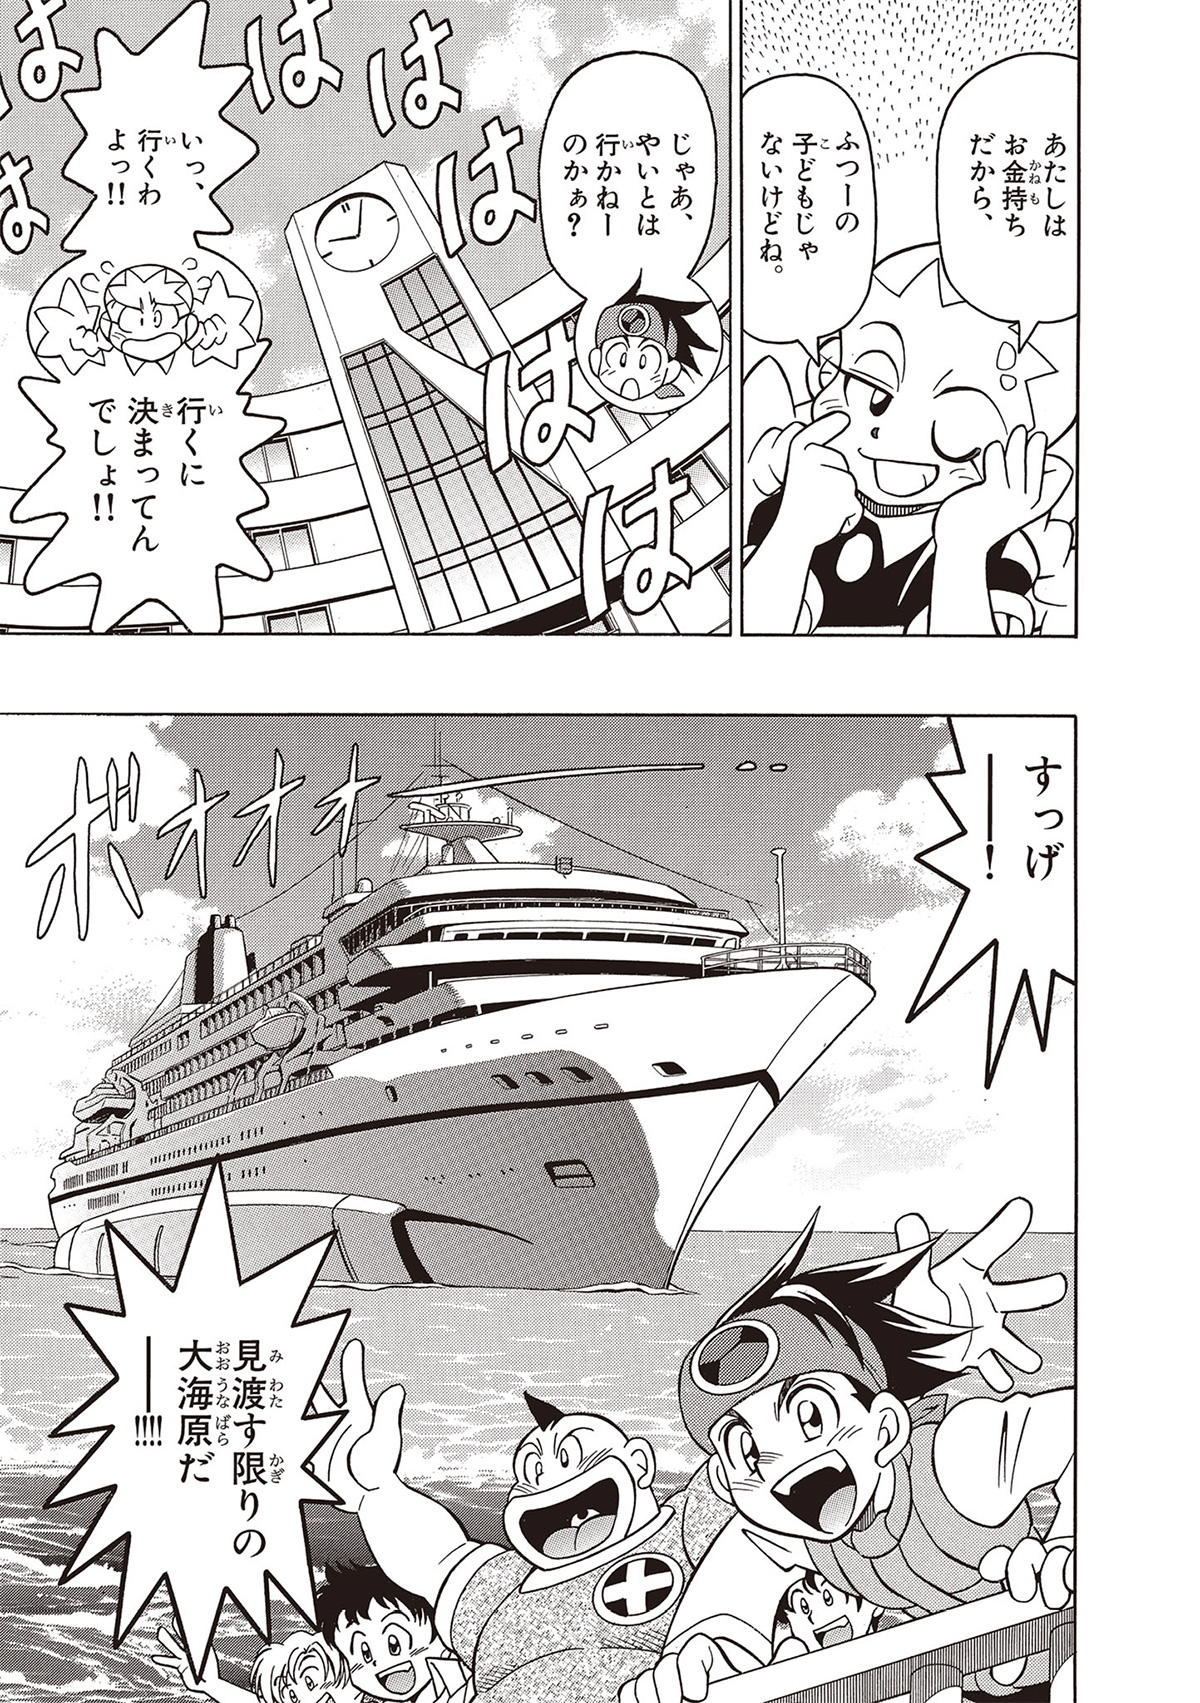 あたしは
お金持ち
だから、
ふつーの
子どもじゃ
ないけどね。
じゃあ、
やいとは
行かねー
のかぁ？
いっ、
行くわ
よっ!!
行くに
決まってん
でしょ!!
はははははははは
すっげ
ー！
ボオオオオ
見渡す限りの
大海原だ
ー!!!!!